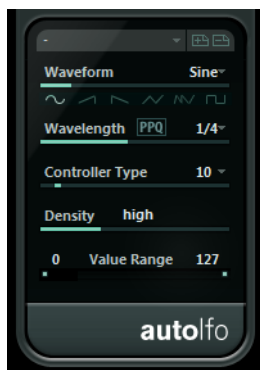 -
Waveform Sine
Wavelength PPQ 1/4
Controller Type 10
Density high
0 Value Range 127
autolfo